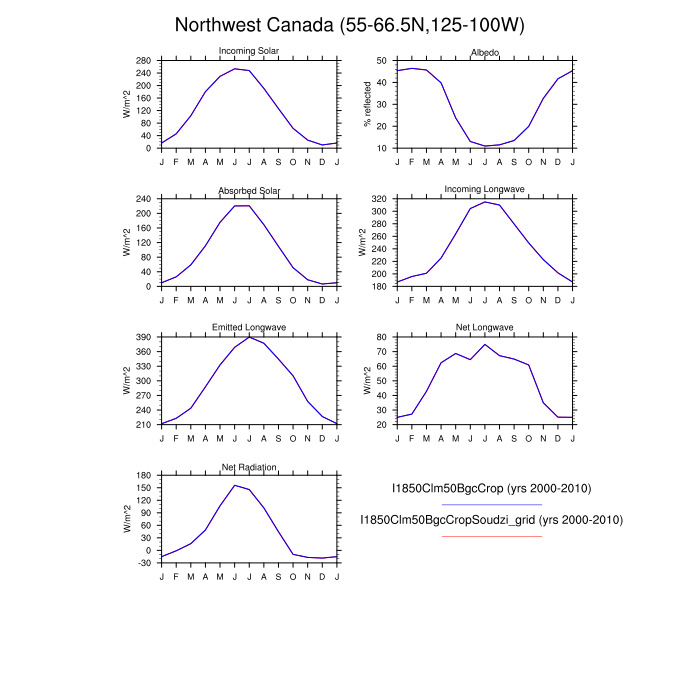 Northwest Canada (55-66.5N,125-100W)
Incoming Solar
W/m^2
280
240
200
160
120
80
40
0
J F M A M J J A S O N D J
Albedo
% reflected
50
40
30
20
10
J F M A M J J A S O N D J
Absorbed Solar
W/m^2
240
200
160
120
80
40
0
J F M A M J J A S O N D J
Incoming Longwave
W/m^2
320
300
280
260
240
220
200
180
J F M A M J J A S O N D J
Emitted Longwave
W/m^2
390
360
330
300
270
240
210
J F M A M J J A S O N D J
Net Longwave
W/m^2
80
70
60
50
40
30
20
J F M A M J J A S O N D J
Net Radiation
W/m^2
180
150
120
90
60
30
0
-30
J F M A M J J A S O N D J
I1850Clm50BgcCrop (yrs 2000-2010)
I1850Clm50BgcCropSoudzi_grid (yrs 2000-2010)